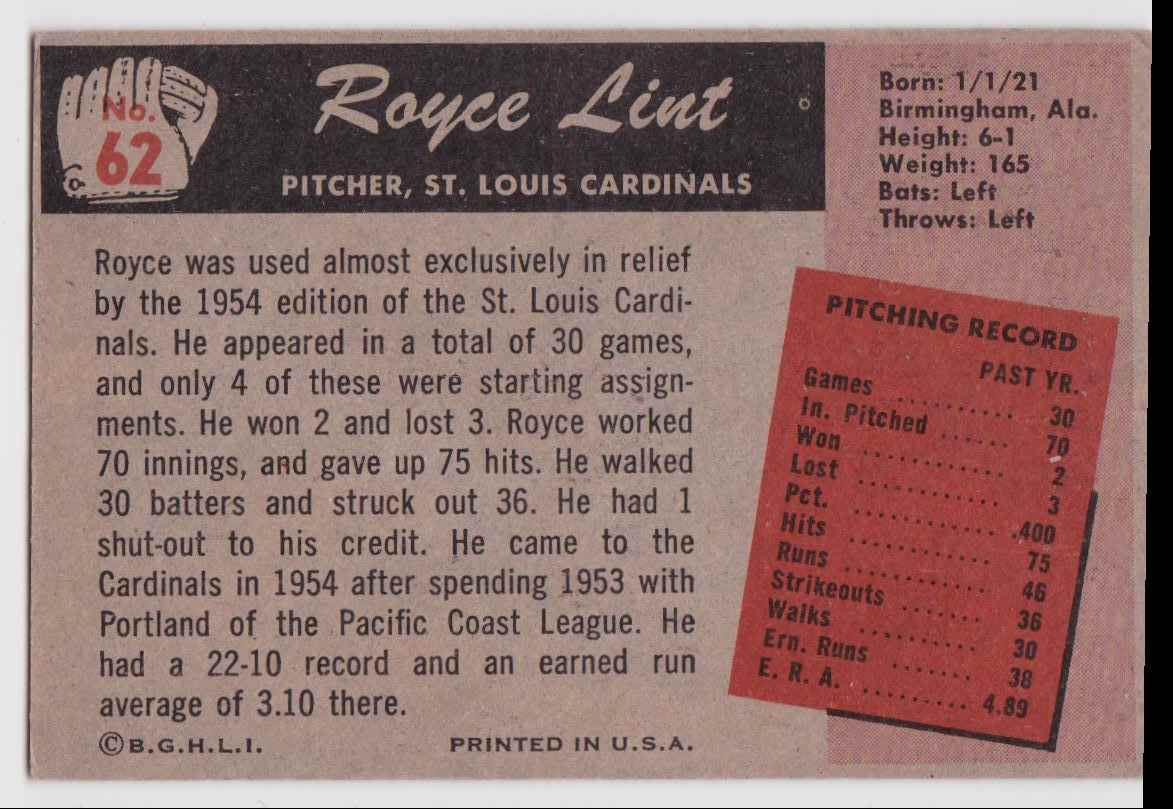 No.
62
Royce Lint
PITCHER, ST. LOUIS CARDINALS
Born: 1/1/21
Birmingham, Ala.
Height: 6-1
Weight: 165
Bats: Left
Throws: Left
Royce was used almost exclusively in relief
by the 1954 edition of the St. Louis Cardi-
nals. He appeared in a total of 30 games,
and only 4 of these were starting assign-
ments. He won 2 and lost 3. Royce worked
70 innings, and gave up 75 hits. He walked
30 batters and struck out 36. He had 1
shut-out to his credit. He came to the
Cardinals in 1954 after spending 1953 with
Portland of the Pacific Coast League. He
had a 22-10 record and an earned run
average of 3.10 there.
©B.G.H.L.I. PRINTED IN U.S.A.
PITCHING RECORD
PAST YR.
Games .......... 30
In. Pitched ...... 70
Won ............ 2
Lost ............ 3
Pct. ............ .400
Hits ............ 75
Runs ............ 46
Strikeouts ...... 36
Walks .......... 30
Ern. Runs ....... 38
E. R. A. ......... 4.89